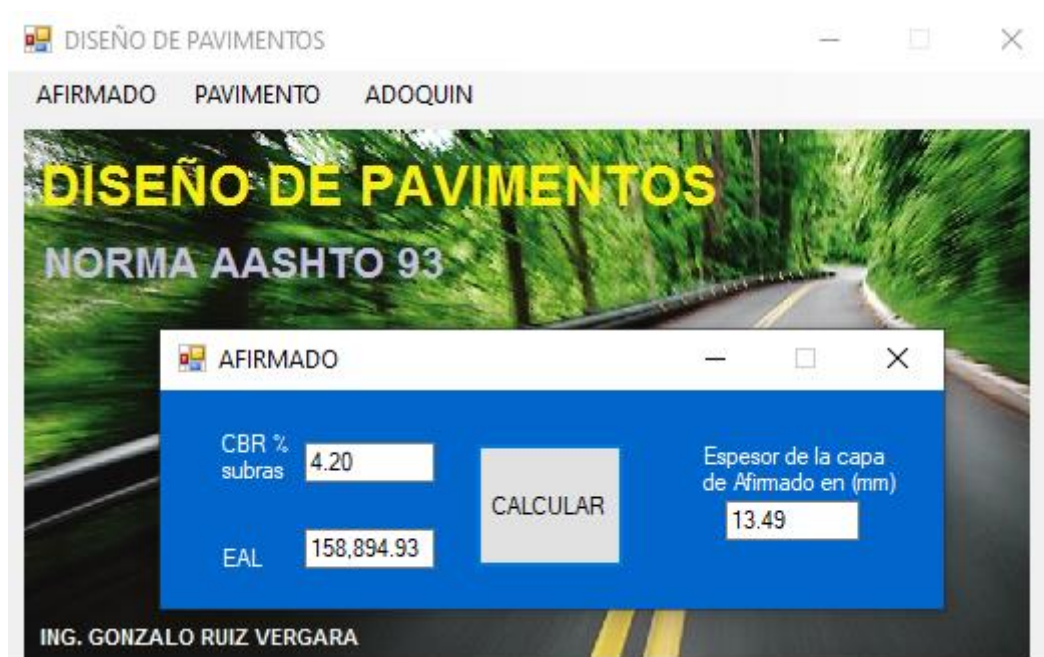 DISEÑO DE PAVIMENTOS
AFIRMADO PAVIMENTO ADOQUIN
DISEÑO DE PAVIMENTOS
NORMA AASHTO 93
AFIRMADO
CBR %
subras
4.20
EAL
158,894.93
CALCULAR
Espesor de la capa
de Afirmado en (mm)
13.49
ING. GONZALO RUIZ VERGARA